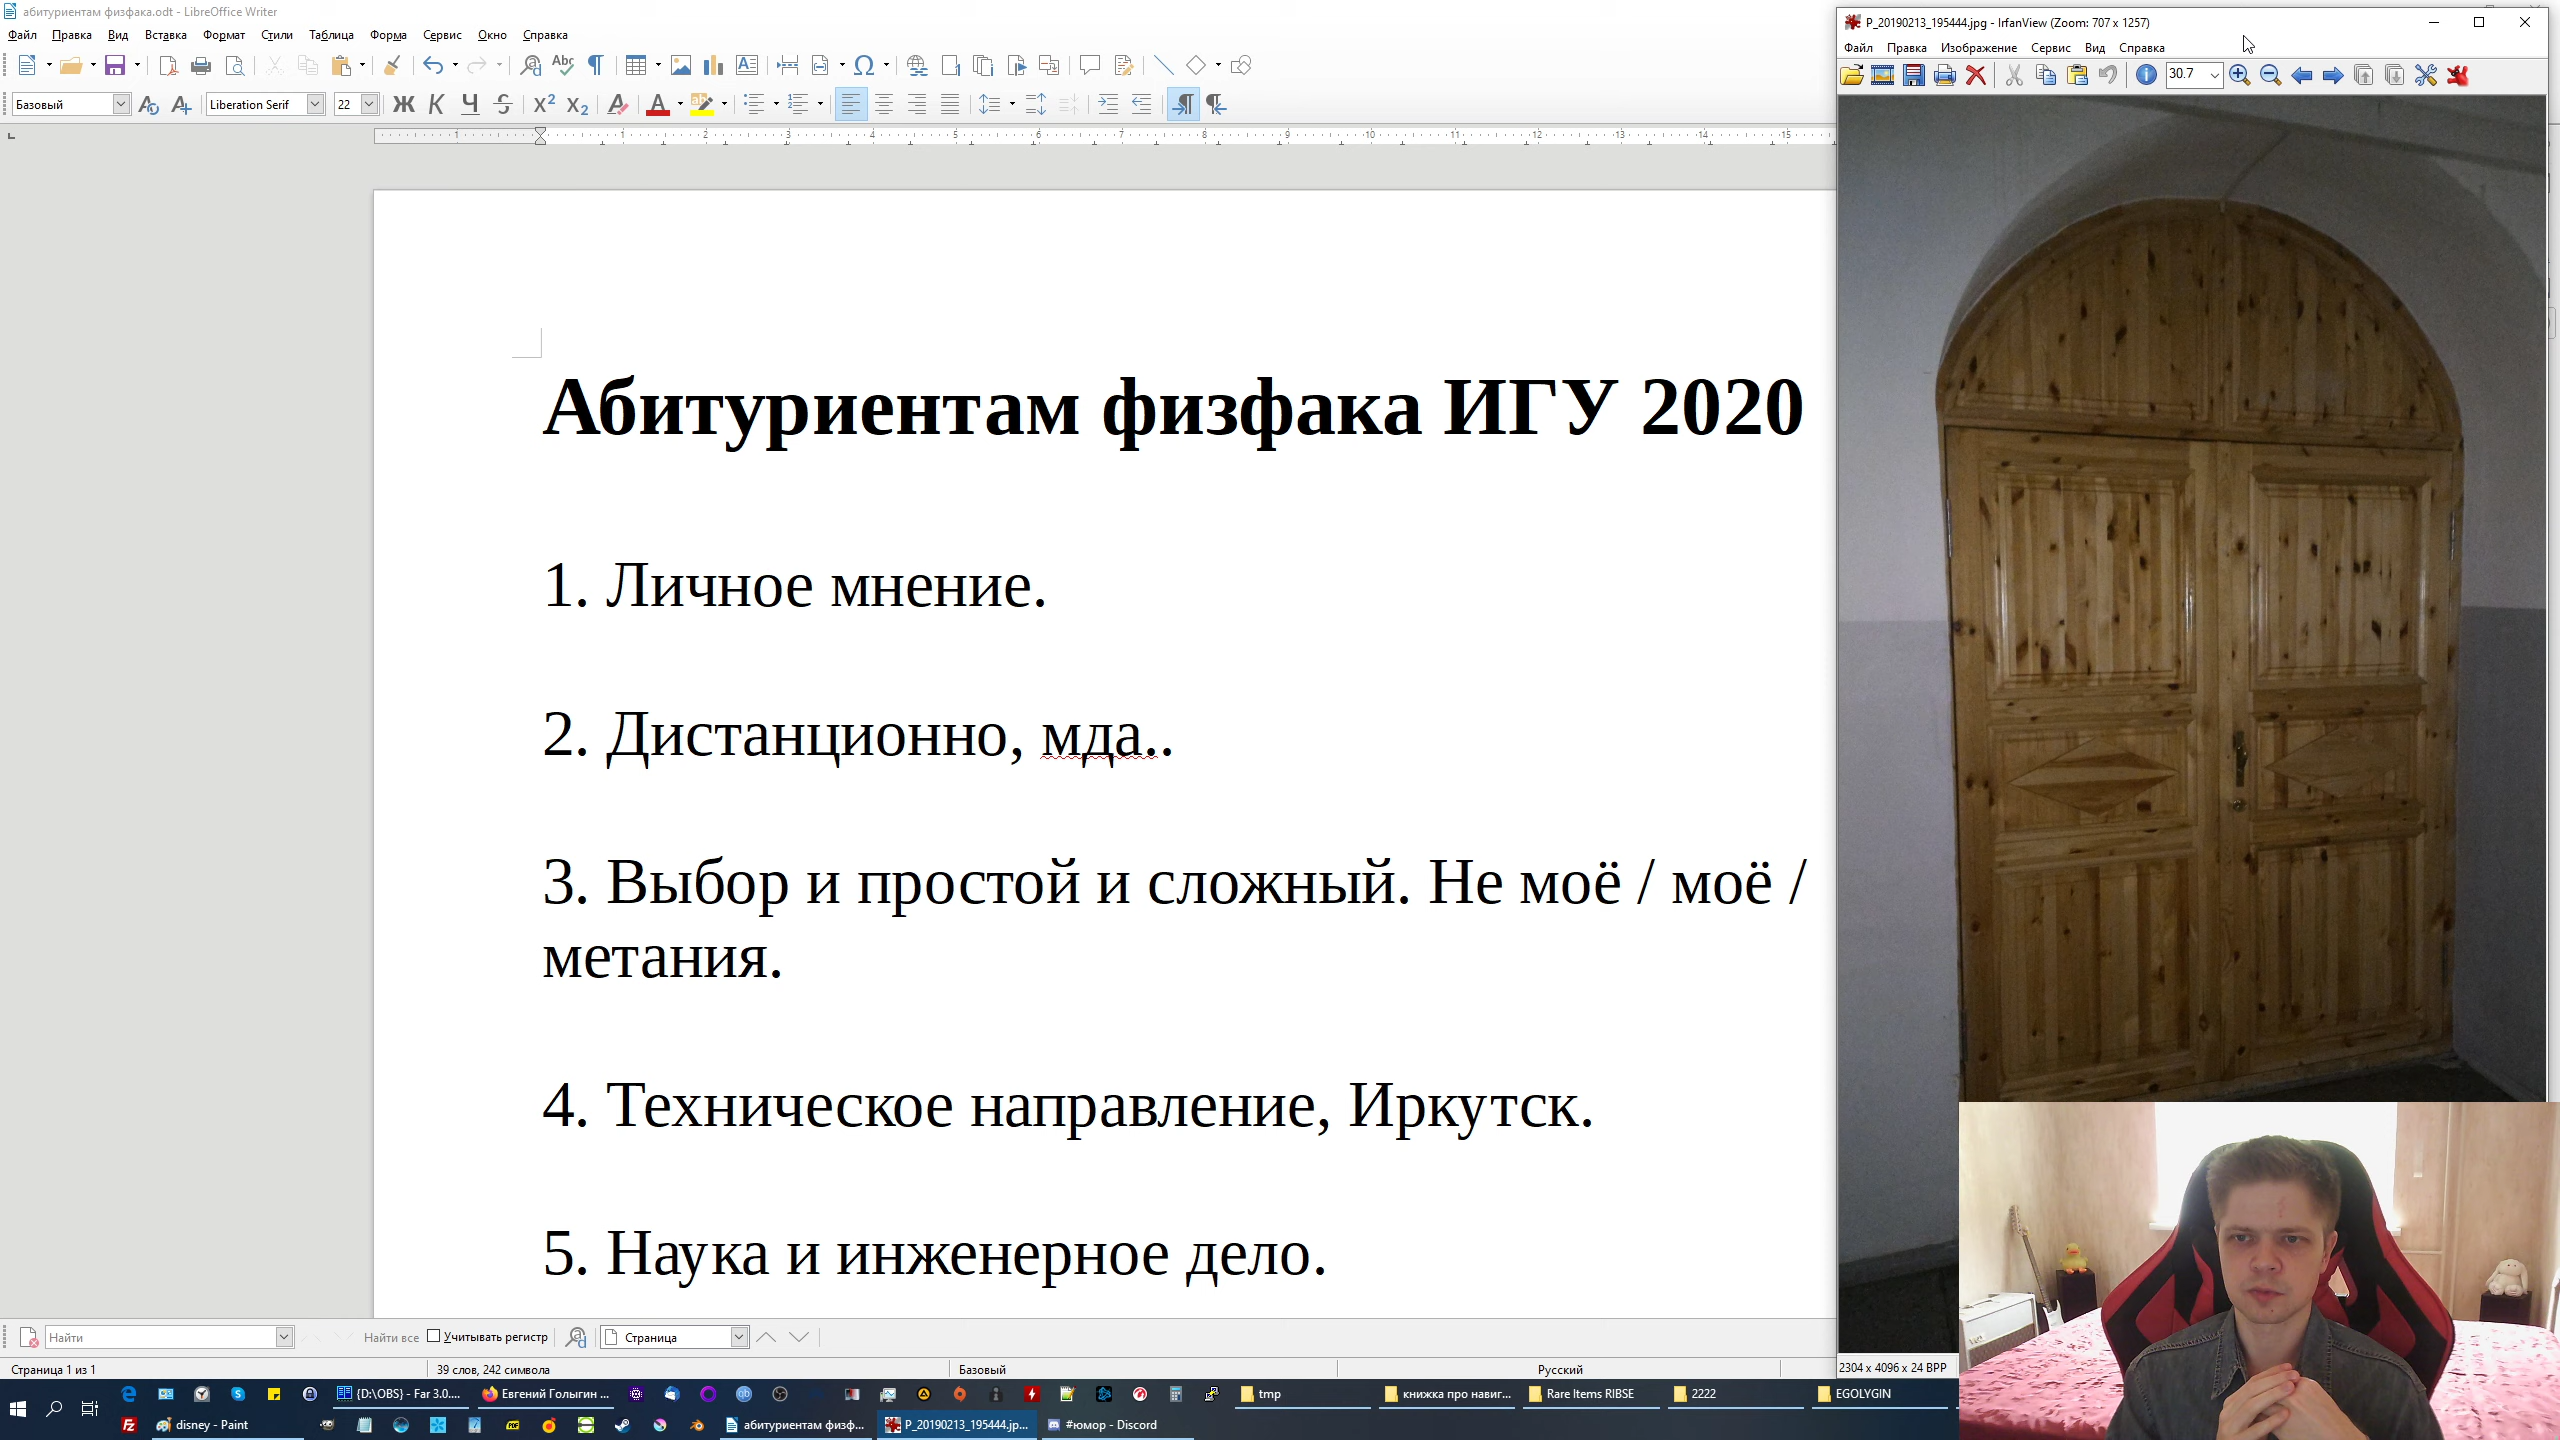 абитуриентам физфака.odt - LibreOffice Writer
Файл Правка Вид Вставка Формат Стили Таблица Форма Сервис Окно Справка
Базовый
Liberation Serif
22
Абитуриентам физфака ИГУ 2020
1. Личное мнение.
2. Дистанционно, мда..
3. Выбор и простой и сложный. Не моё / моё /
метания.
4. Техническое направление, Иркутск.
5. Наука и инженерное дело.
Найти
Найти все
Учитывать регистр
Страница
Страница 1 из 1
39 слов, 242 символа
Базовый
Русский
P_20190213_195444.jpg - IrfanView (Zoom: 707 x 1257)
Файл Правка Изображение Сервис Вид Справка
30.7
2304 x 4096 x 24 BPP
{D:\OBS} - Far 3.0....
Евгений Голыгин ...
tmp
книжка про навиг...
Rare Items RIBSE
2222
EGOLYGIN
disney - Paint
абитуриентам физф...
P_20190213_195444.jp...
#юмор - Discord